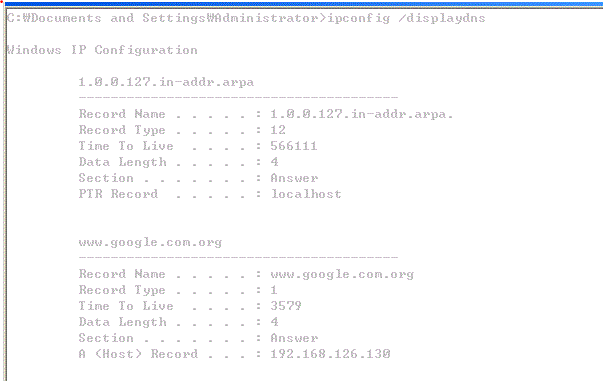 C:₩Documents and Settings₩Administrator>ipconfig /displaydns
Windows IP Configuration
1.0.0.127.in-addr.arpa
----------------------------------------
Record Name . . . . . : 1.0.0.127.in-addr.arpa.
Record Type . . . . . : 12
Time To Live  . . . . : 566111
Data Length . . . . . : 4
Section . . . . . . . : Answer
PTR Record  . . . . . : localhost
www.google.com.org
----------------------------------------
Record Name . . . . . : www.google.com.org
Record Type . . . . . : 1
Time To Live  . . . . : 3579
Data Length . . . . . : 4
Section . . . . . . . : Answer
A (Host) Record . . . : 192.168.126.130